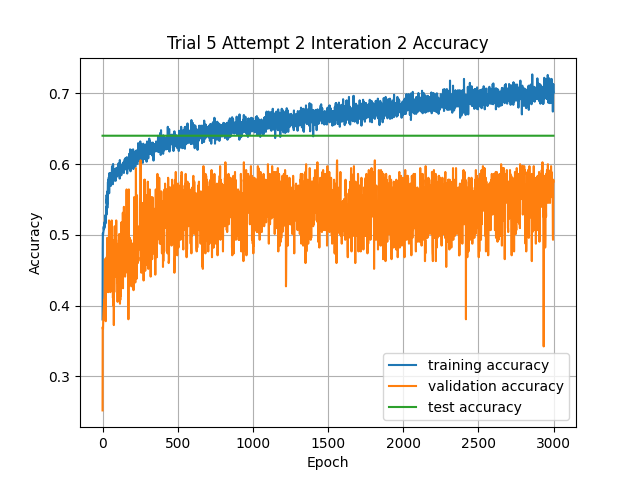 Trial 5 Attempt 2 Interation 2 Accuracy
0.7
0.6
0.5
0.4
0.3
Accuracy
0 500 1000 1500 2000 2500 3000
Epoch
training accuracy
validation accuracy
test accuracy